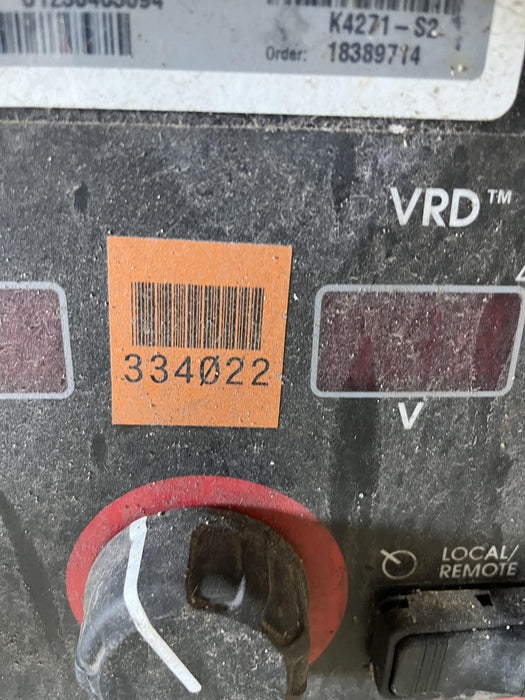 K4271-S2
Order: 18389714
VRD™
334022
V
LOCAL/
REMOTE